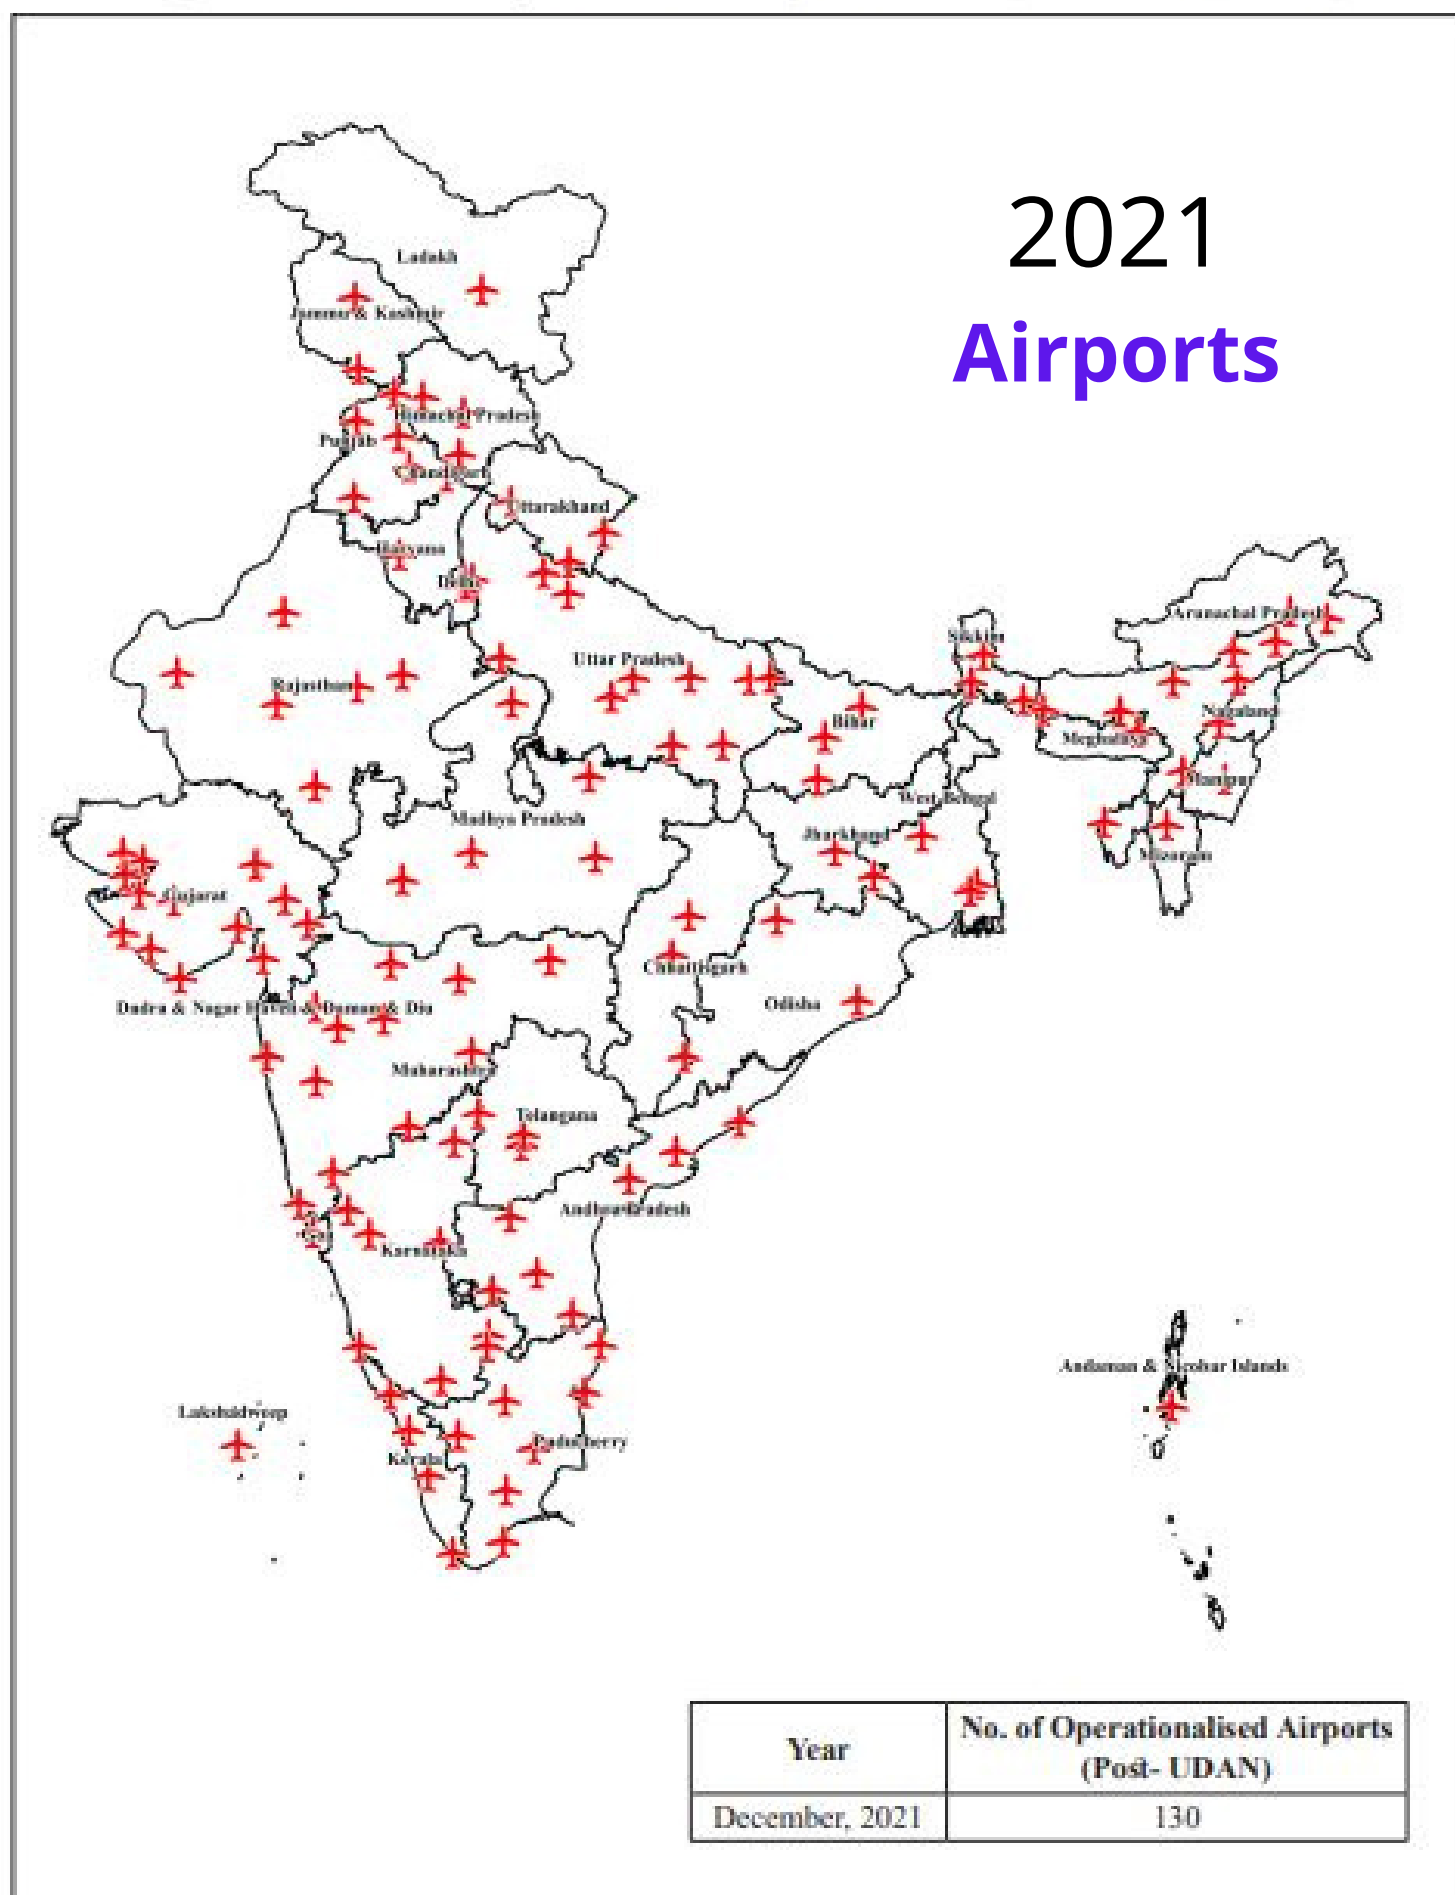 2021
Airports
Ladakh
Jammu & Kashmir
Himachal Pradesh
Punjab
Chandigarh
Uttarakhand
Haryana
Delhi
Arunachal Pradesh
Sikkim
Uttar Pradesh
Rajasthan
Nagaland
Bihar
Meghalaya
Manipur
West Bengal
Madhya Pradesh
Jharkhand
Mizoram
Gujarat
Chhattisgarh
Odisha
Dadra & Nagar Haveli & Daman & Diu
Maharashtra
Telangana
Andhra Pradesh
Goa
Andaman & Nicobar Islands
Lakshadweep
Puducherry
Kerala
Year
No. of Operationalised Airports
(Post- UDAN)
December, 2021
130